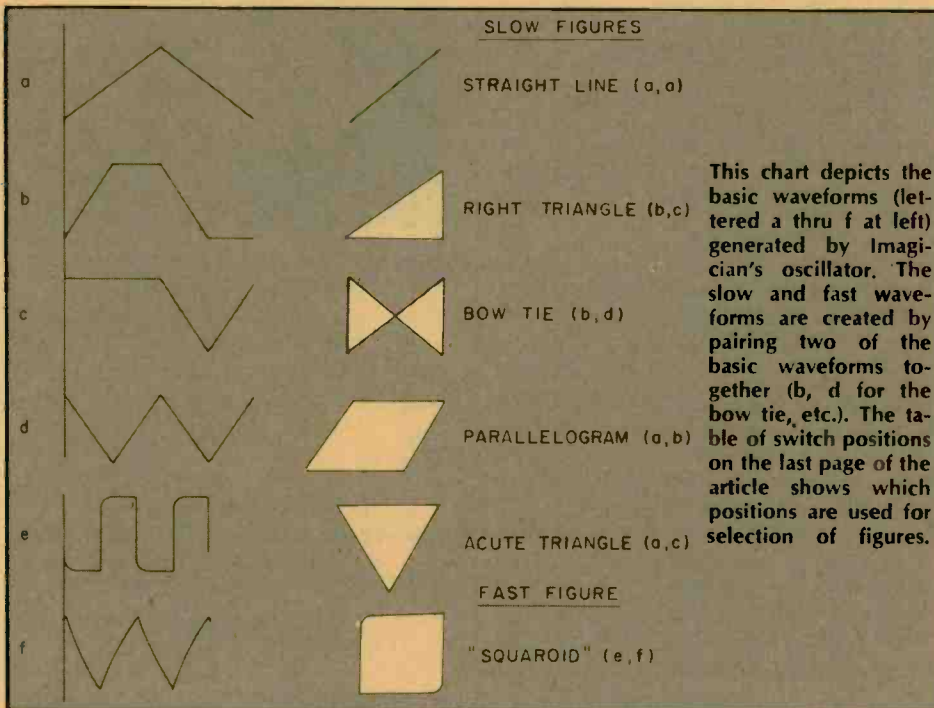 SLOW FIGURES
a
STRAIGHT LINE (a,a)
b
RIGHT TRIANGLE (b,c)
c
BOW TIE (b,d)
d
PARALLELOGRAM (a,b)
e
ACUTE TRIANGLE (a,c)
FAST FIGURE
f
"SQUAROID" (e,f)
This chart depicts the
basic waveforms (let-
tered a thru f at left)
generated by Imagi-
cian's oscillator. The
slow and fast wave-
forms are created by
pairing two of the
basic waveforms to-
gether (b, d for the
bow tie, etc.). The ta-
ble of switch positions
on the last page of the
article shows which
positions are used for
selection of figures.